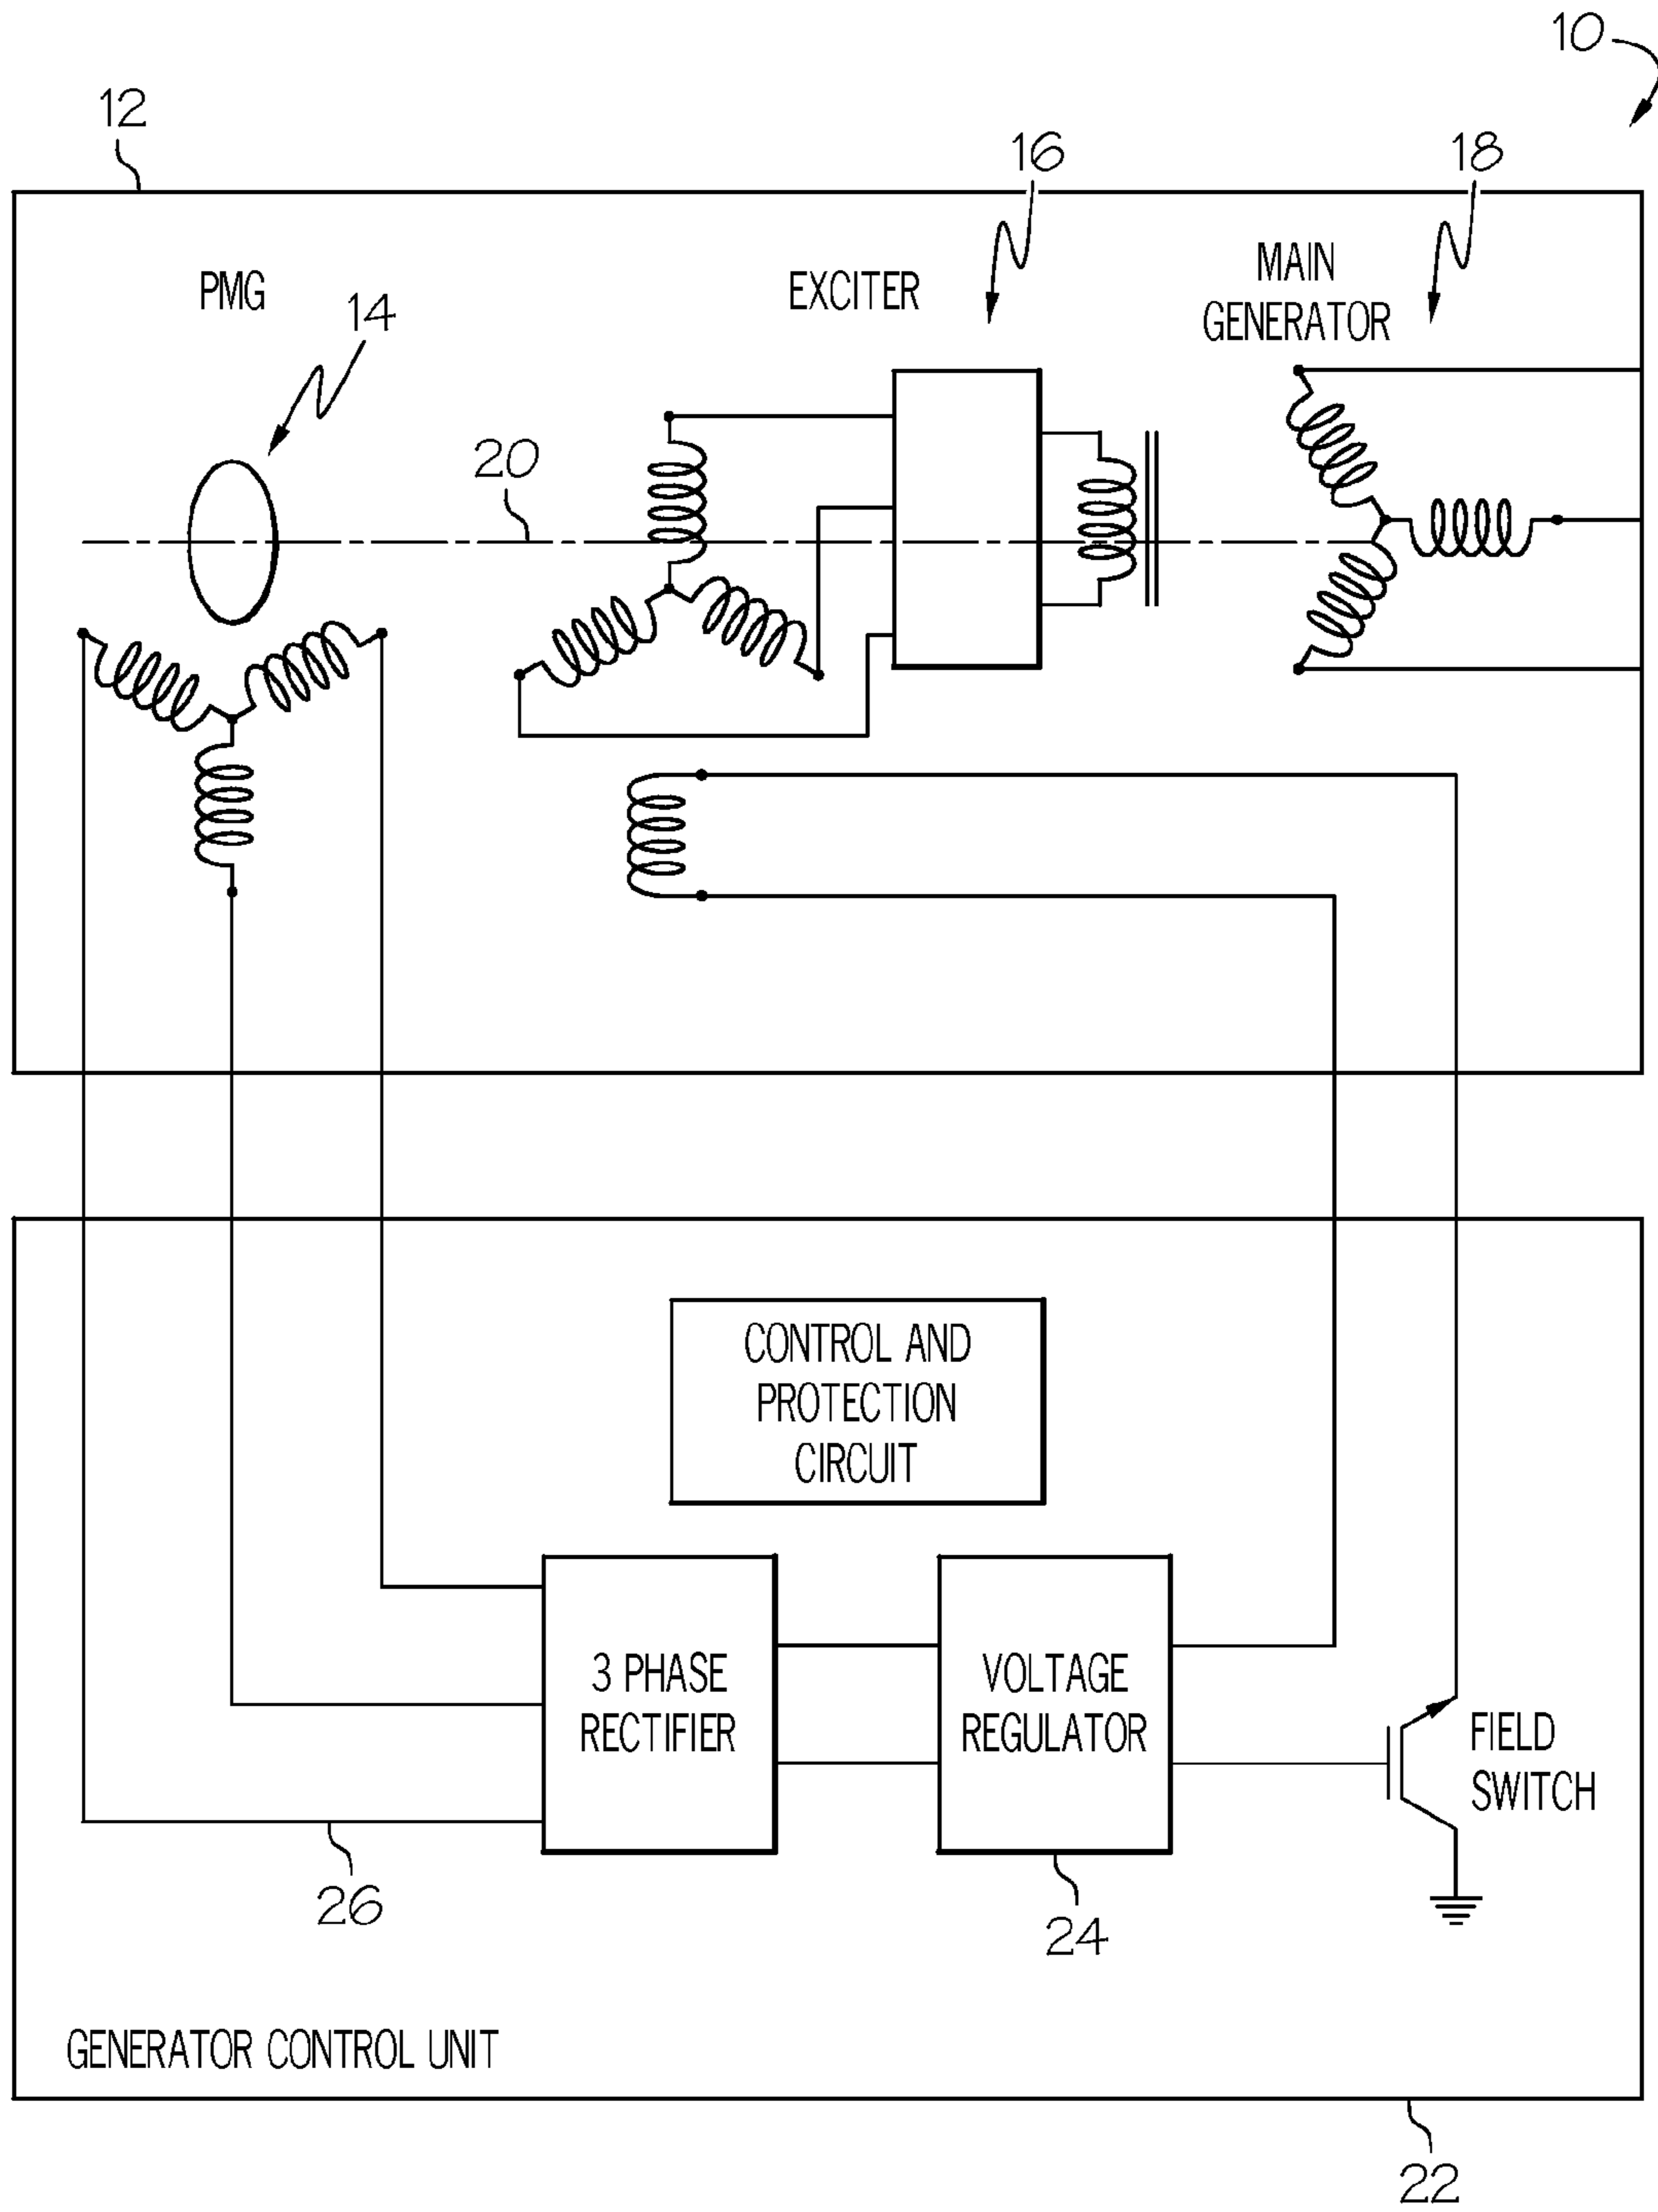 10
12
16
18
PMG
EXCITER
MAIN
GENERATOR
14
20
CONTROL AND
PROTECTION
CIRCUIT
3 PHASE
RECTIFIER
VOLTAGE
REGULATOR
FIELD
SWITCH
26
24
GENERATOR CONTROL UNIT
22